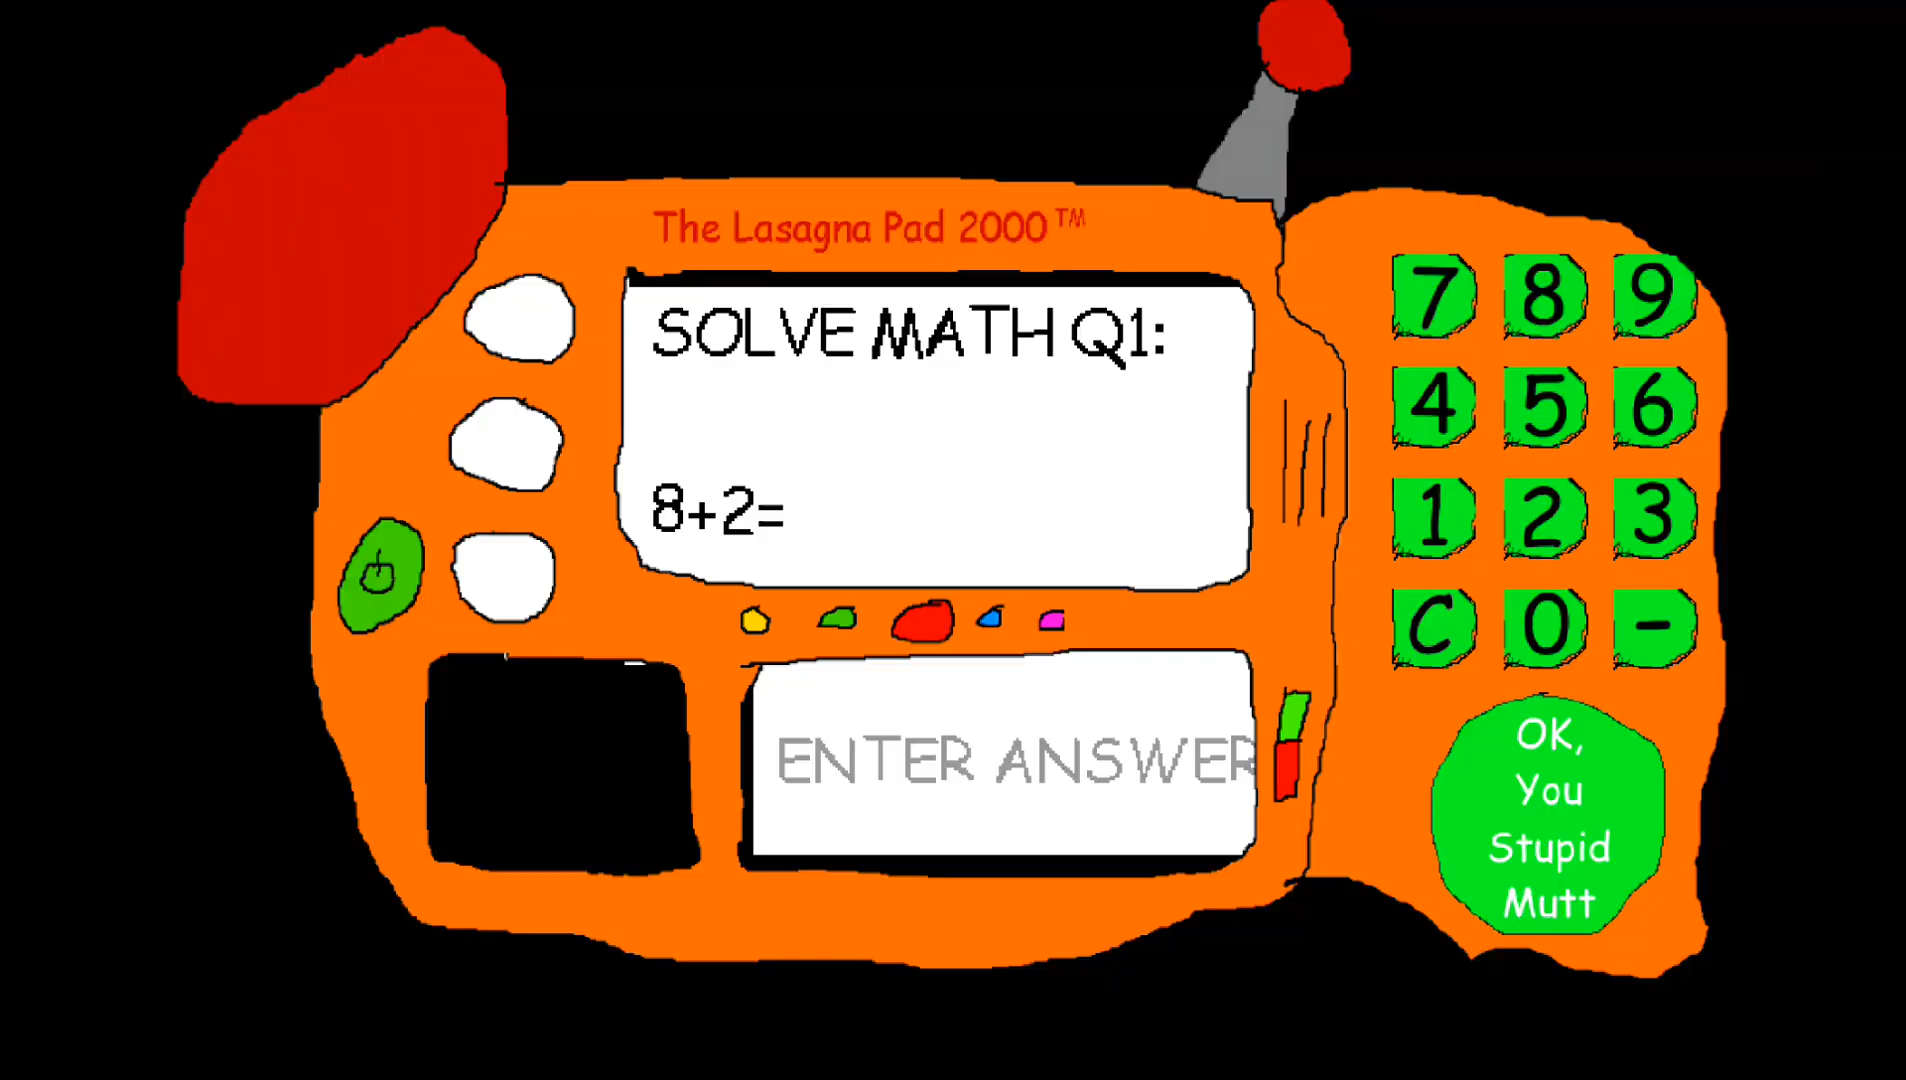 The Lasagna Pad 2000™
SOLVE MATH Q1:
8+2=
ENTER ANSWER
7 8 9
4 5 6
1 2 3
C 0 -
OK,
You
Stupid
Mutt